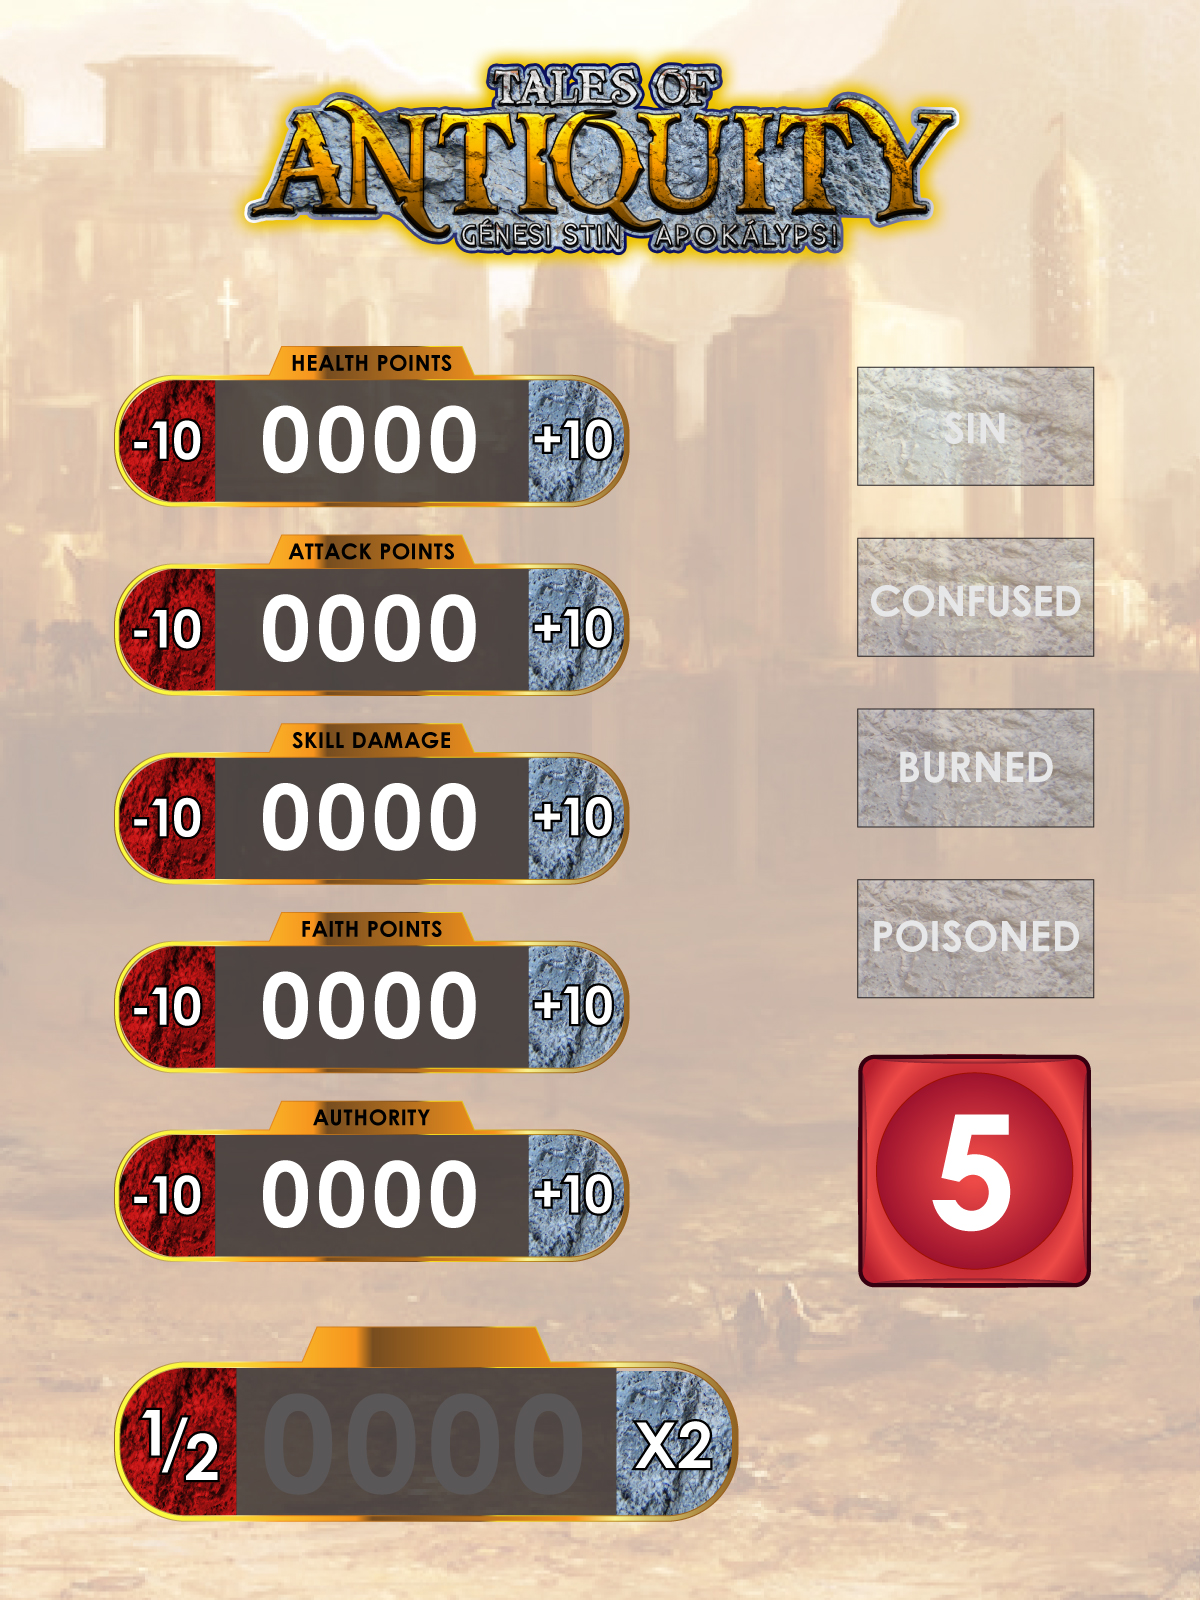 TALES OF
ANTIQUITY
GÉNESI STIN APOKÁLYPSI
HEALTH POINTS
-10 0000 +10
ATTACK POINTS
-10 0000 +10
SKILL DAMAGE
-10 0000 +10
FAITH POINTS
-10 0000 +10
AUTHORITY
-10 0000 +10
1/2 0000 X2
SIN
CONFUSED
BURNED
POISONED
5